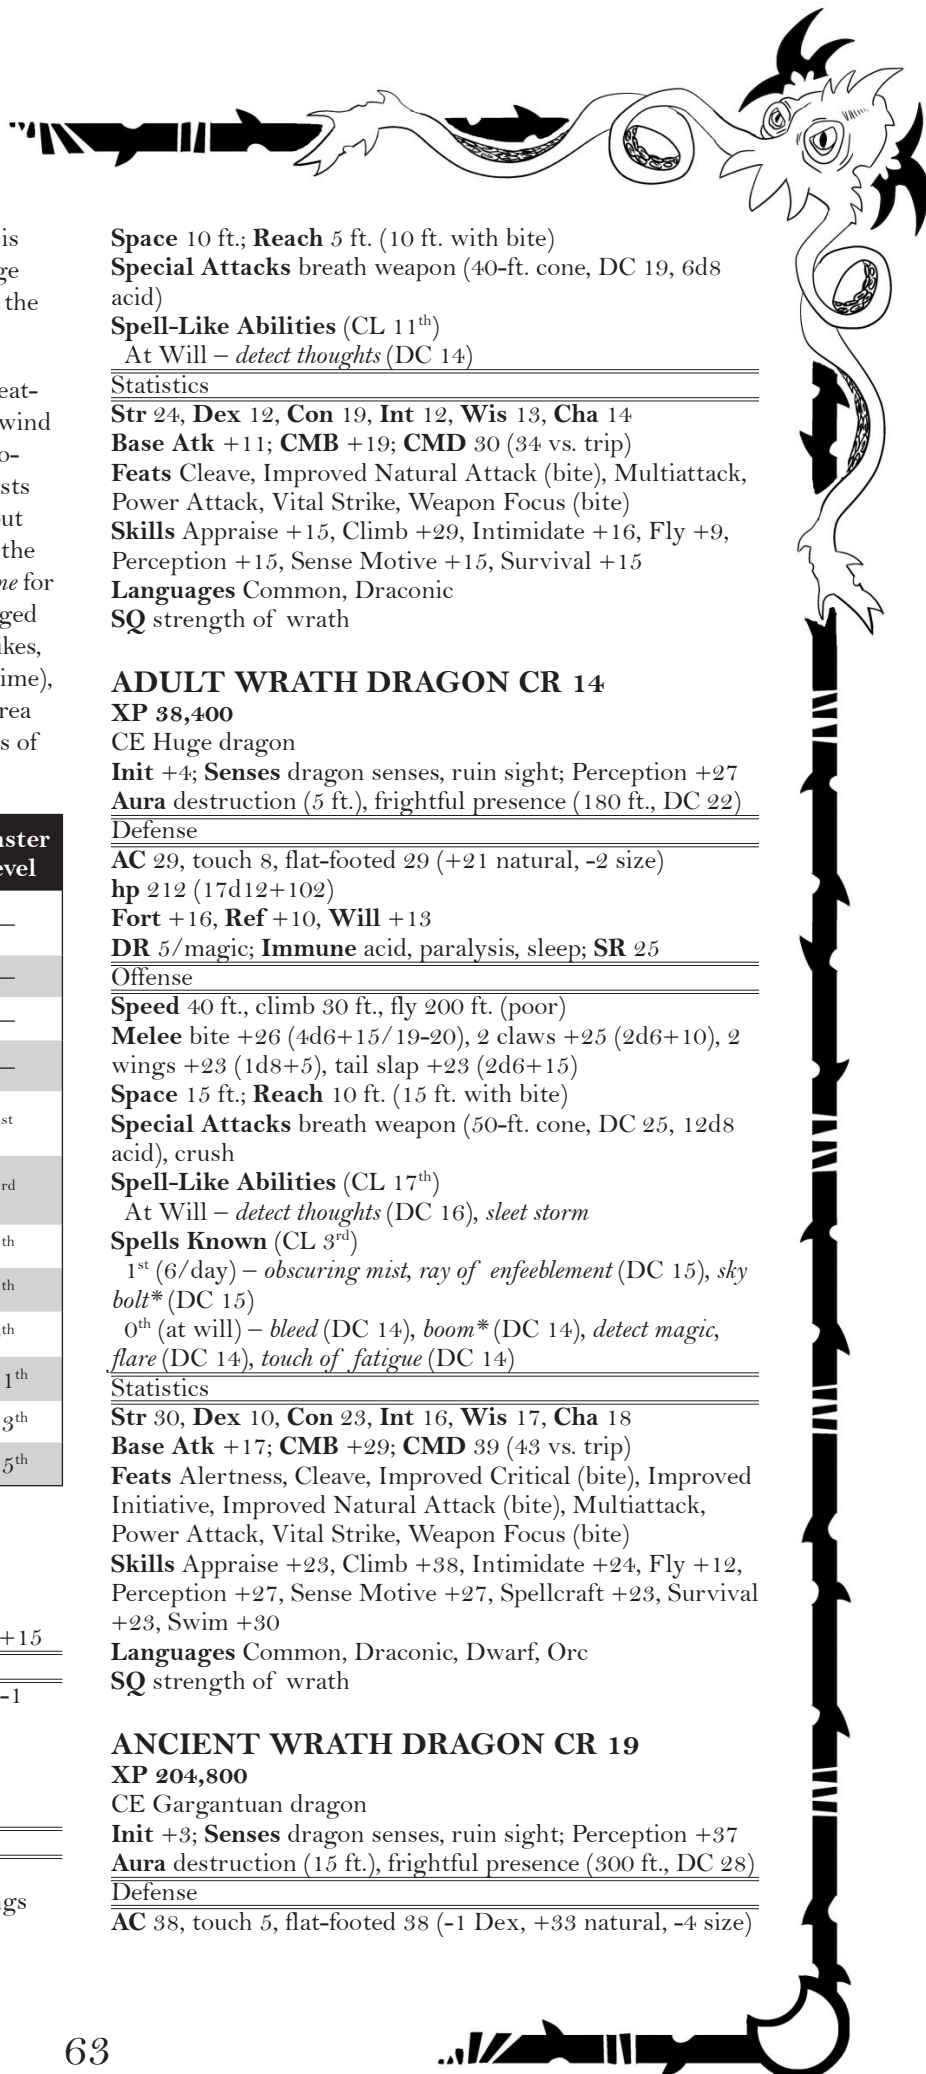 is
ge
the
eat-
wind
o-
sts
out
the
me for
ged
ikes,
ime),
rea
s of
aster
evel
—
—
—
—
st
rd
th
th
th
1th
3th
5th
+15
-1
gs
Space 10 ft.; Reach 5 ft. (10 ft. with bite)
Special Attacks breath weapon (40-ft. cone, DC 19, 6d8
acid)
Spell-Like Abilities (CL 11th)
At Will – detect thoughts (DC 14)
Statistics
Str 24, Dex 12, Con 19, Int 12, Wis 13, Cha 14
Base Atk +11; CMB +19; CMD 30 (34 vs. trip)
Feats Cleave, Improved Natural Attack (bite), Multiattack,
Power Attack, Vital Strike, Weapon Focus (bite)
Skills Appraise +15, Climb +29, Intimidate +16, Fly +9,
Perception +15, Sense Motive +15, Survival +15
Languages Common, Draconic
SQ strength of wrath
ADULT WRATH DRAGON CR 14
XP 38,400
CE Huge dragon
Init +4; Senses dragon senses, ruin sight; Perception +27
Aura destruction (5 ft.), frightful presence (180 ft., DC 22)
Defense
AC 29, touch 8, flat-footed 29 (+21 natural, -2 size)
hp 212 (17d12+102)
Fort +16, Ref +10, Will +13
DR 5/magic; Immune acid, paralysis, sleep; SR 25
Offense
Speed 40 ft., climb 30 ft., fly 200 ft. (poor)
Melee bite +26 (4d6+15/19-20), 2 claws +25 (2d6+10), 2
wings +23 (1d8+5), tail slap +23 (2d6+15)
Space 15 ft.; Reach 10 ft. (15 ft. with bite)
Special Attacks breath weapon (50-ft. cone, DC 25, 12d8
acid), crush
Spell-Like Abilities (CL 17th)
At Will – detect thoughts (DC 16), sleet storm
Spells Known (CL 3rd)
1st (6/day) – obscuring mist, ray of enfeeblement (DC 15), sky
bolt* (DC 15)
0th (at will) – bleed (DC 14), boom* (DC 14), detect magic,
flare (DC 14), touch of fatigue (DC 14)
Statistics
Str 30, Dex 10, Con 23, Int 16, Wis 17, Cha 18
Base Atk +17; CMB +29; CMD 39 (43 vs. trip)
Feats Alertness, Cleave, Improved Critical (bite), Improved
Initiative, Improved Natural Attack (bite), Multiattack,
Power Attack, Vital Strike, Weapon Focus (bite)
Skills Appraise +23, Climb +38, Intimidate +24, Fly +12,
Perception +27, Sense Motive +27, Spellcraft +23, Survival
+23, Swim +30
Languages Common, Draconic, Dwarf, Orc
SQ strength of wrath
ANCIENT WRATH DRAGON CR 19
XP 204,800
CE Gargantuan dragon
Init +3; Senses dragon senses, ruin sight; Perception +37
Aura destruction (15 ft.), frightful presence (300 ft., DC 28)
Defense
AC 38, touch 5, flat-footed 38 (-1 Dex, +33 natural, -4 size)
63